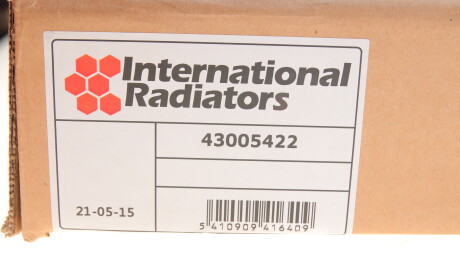 International
Radiators
43005422
21-05-15
5 410909 416409